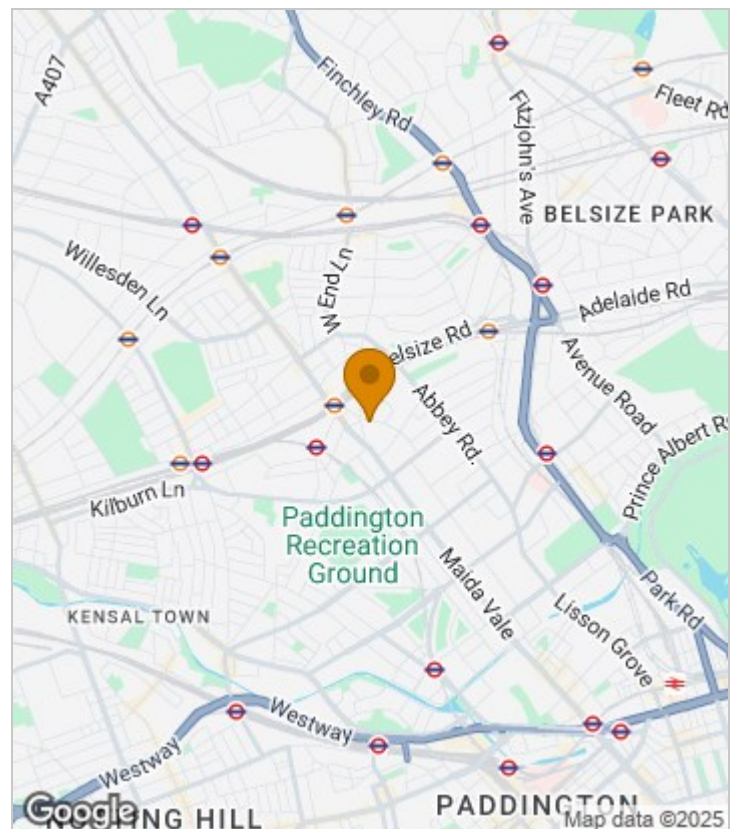 A407
Finchley Rd
Fitzjohn's Ave
Fleet Rd
BELSIZE PARK
Willesden Ln
W End Ln
Adelaide Rd
elsize Rd
Avenue Road
Abbey Rd.
Prince Albert R
Kilburn Ln
Paddington
Recreation
Ground
Maida Vale
KENSAL TOWN
Lisson Grove
Park Rd
Westway
Westway
PADDINGTON
Google
NOTTING HILL
Map data ©2025